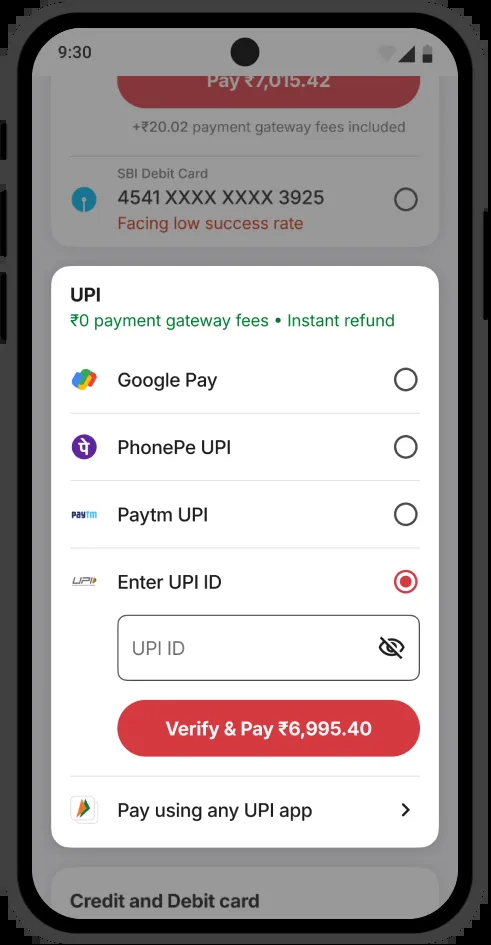 9:30
Pay ₹7,015.42
+₹20.02 payment gateway fees included
SBI Debit Card
4541 XXXX XXXX 3925
Facing low success rate
UPI
₹0 payment gateway fees • Instant refund
Google Pay
पे PhonePe UPI
paytm Paytm UPI
UPI Enter UPI ID
UPI ID
Verify & Pay ₹6,995.40
Pay using any UPI app
Credit and Debit card